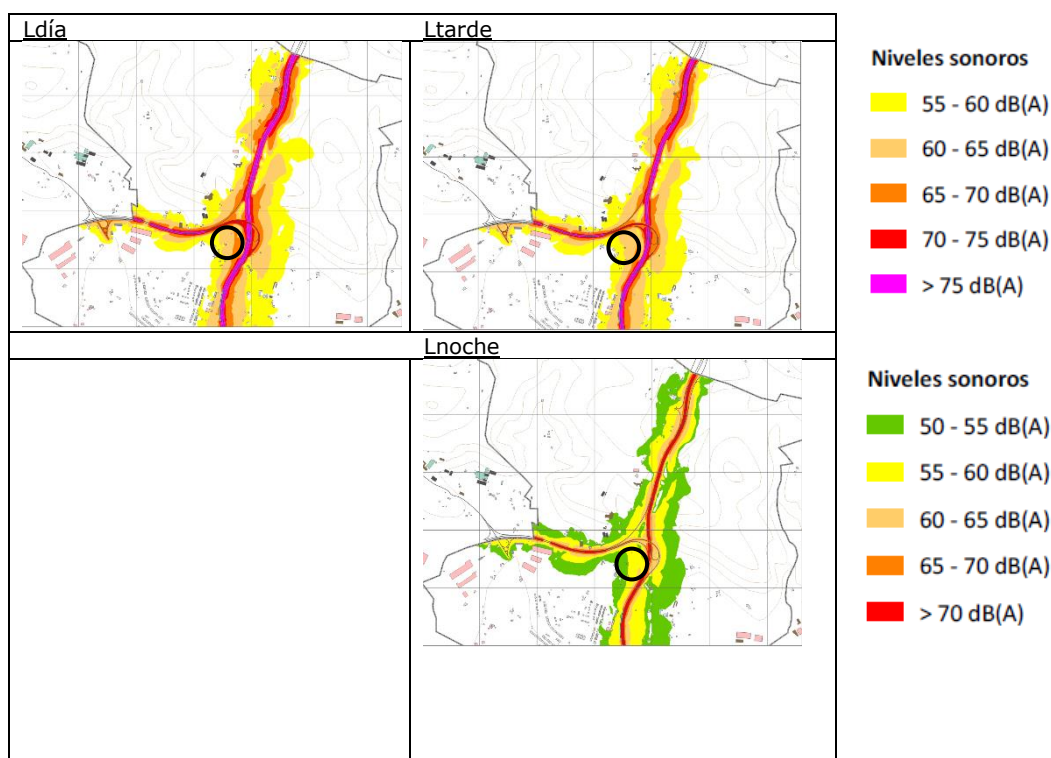 Ldía
Ltarde
Niveles sonoros
55 - 60 dB(A)
60 - 65 dB(A)
65 - 70 dB(A)
70 - 75 dB(A)
> 75 dB(A)
Lnoche
Niveles sonoros
50 - 55 dB(A)
55 - 60 dB(A)
60 - 65 dB(A)
65 - 70 dB(A)
> 70 dB(A)